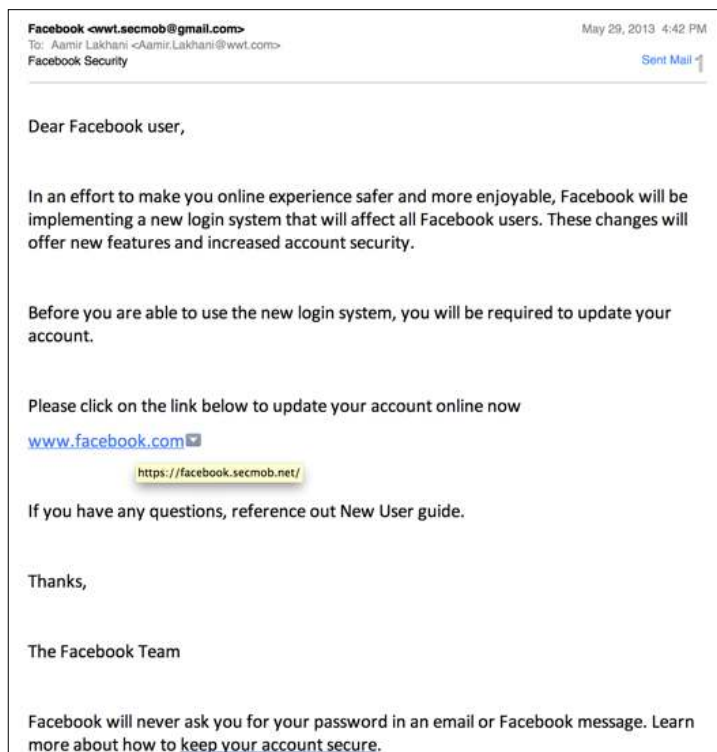 Facebook <wwt.secmob@gmail.com>
May 29, 2013 4:42 PM
To: Aamir Lakhani <Aamir.Lakhani@wwt.com>
Facebook Security
Sent Mail 1
Dear Facebook user,
In an effort to make you online experience safer and more enjoyable, Facebook will be
implementing a new login system that will affect all Facebook users. These changes will
offer new features and increased account security.
Before you are able to use the new login system, you will be required to update your
account.
Please click on the link below to update your account online now
www.facebook.com
https://facebook.secmob.net/
If you have any questions, reference out New User guide.
Thanks,
The Facebook Team
Facebook will never ask you for your password in an email or Facebook message. Learn
more about how to keep your account secure.